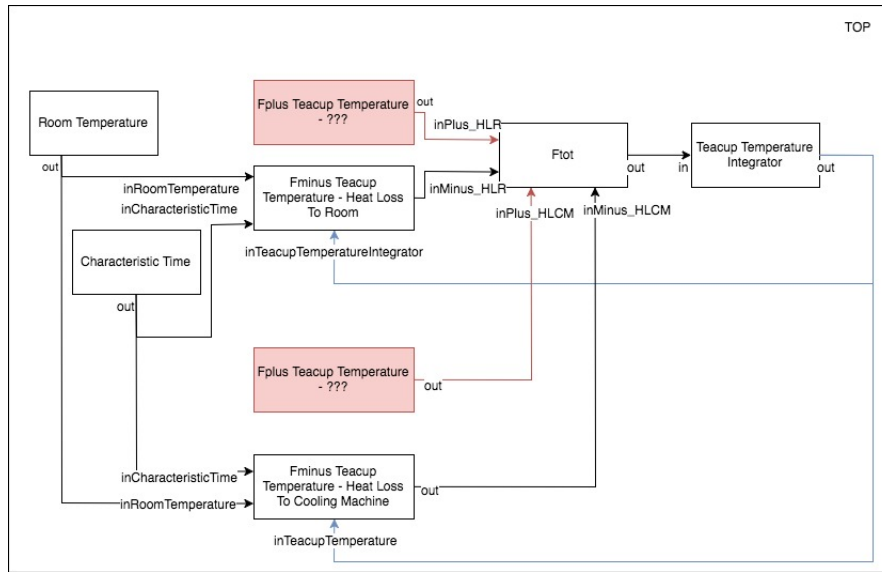 TOP
Fplus Teacup Temperature
- ???
out
inPlus_HLR
Room Temperature
out
Ftot
out
in
Teacup Temperature
Integrator
out
inRoomTemperature
inCharacteristicTime
Fminus Teacup
Temperature - Heat Loss
To Room
out
inMinus_HLR
inPlus_HLCM
inMinus_HLCM
inTeacupTemperatureIntegrator
Characteristic Time
out
Fplus Teacup Temperature
- ???
out
inCharacteristicTime
inRoomTemperature
Fminus Teacup
Temperature - Heat Loss
To Cooling Machine
out
inTeacupTemperature